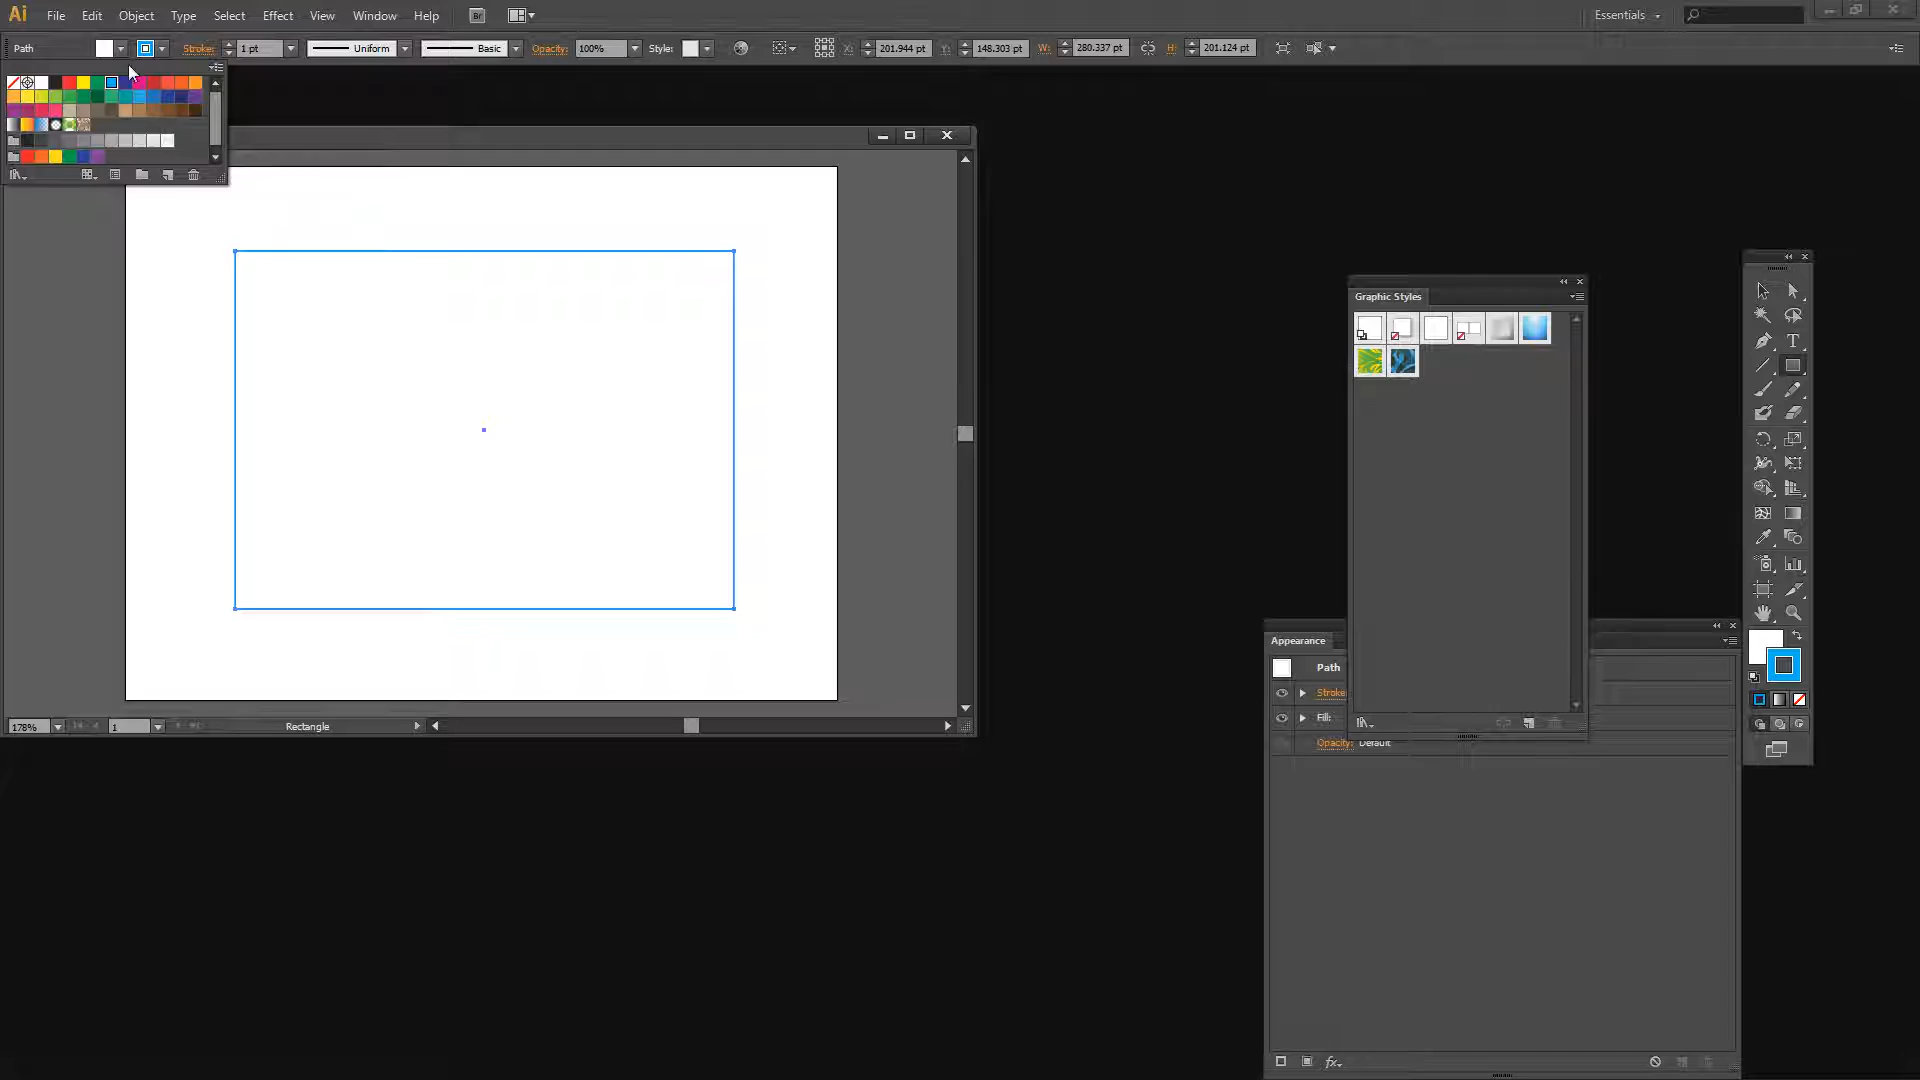 Ai File Edit Object Type Select Effect View Window Help Br Essentials
Path Stroke: 1 pt Uniform Basic Opacity: 100% Style: X: 201.944 pt Y: 148.303 pt W: 280.337 pt H: 201.124 pt
Graphic Styles
Appearance
Path
Stroke
Fill:
Opacity: Default
178% 1 Rectangle
fx
T